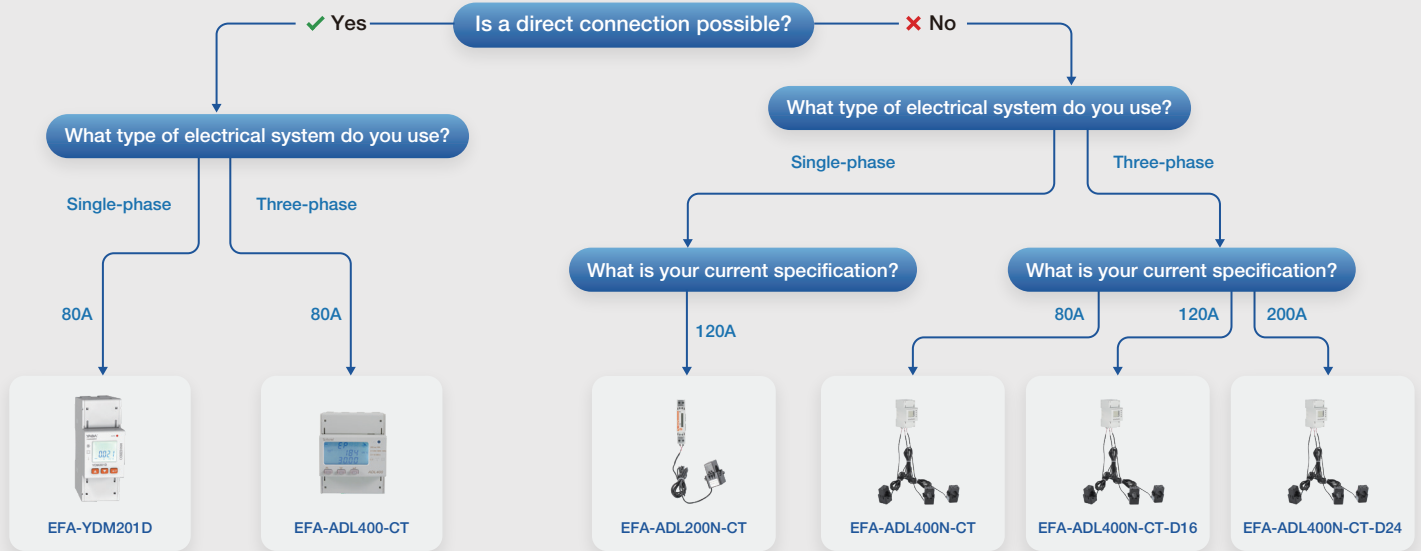 Is a direct connection possible?
Yes
No
What type of electrical system do you use?
Single-phase
Three-phase
80A
80A
What type of electrical system do you use?
Single-phase
Three-phase
What is your current specification?
120A
What is your current specification?
80A
120A
200A
EFA-YDM201D
EFA-ADL400-CT
EFA-ADL200N-CT
EFA-ADL400N-CT
EFA-ADL400N-CT-D16
EFA-ADL400N-CT-D24